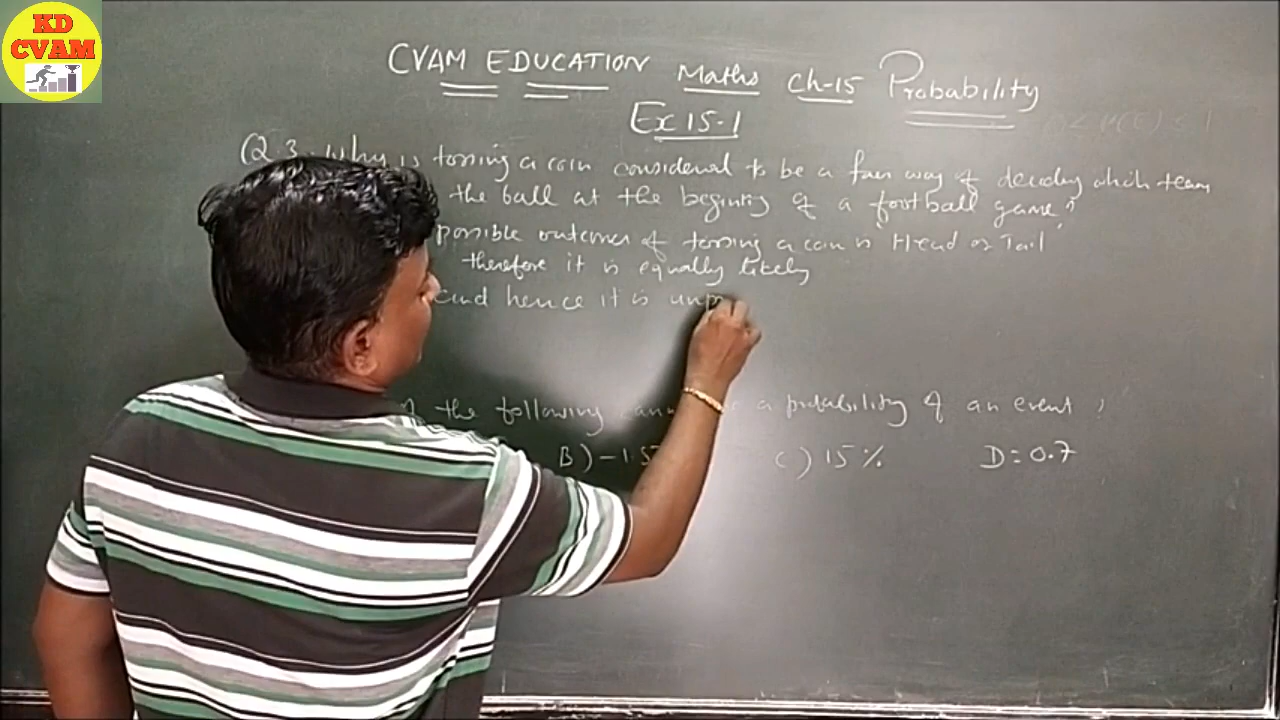 KD
CVAM
CVAM EDUCATION Maths Ch-15 Probability
Ex 15.1
Q.3. Why is tossing a coin considered to be a fair way of deciding which team
the ball at the beginning of a football game?
possible outcomes of tossing a coin is 'Head or Tail'
therefore it is equally likely
and hence it is unp
the following a probability of an event ?
B) -1.5 C) 15% D = 0.7